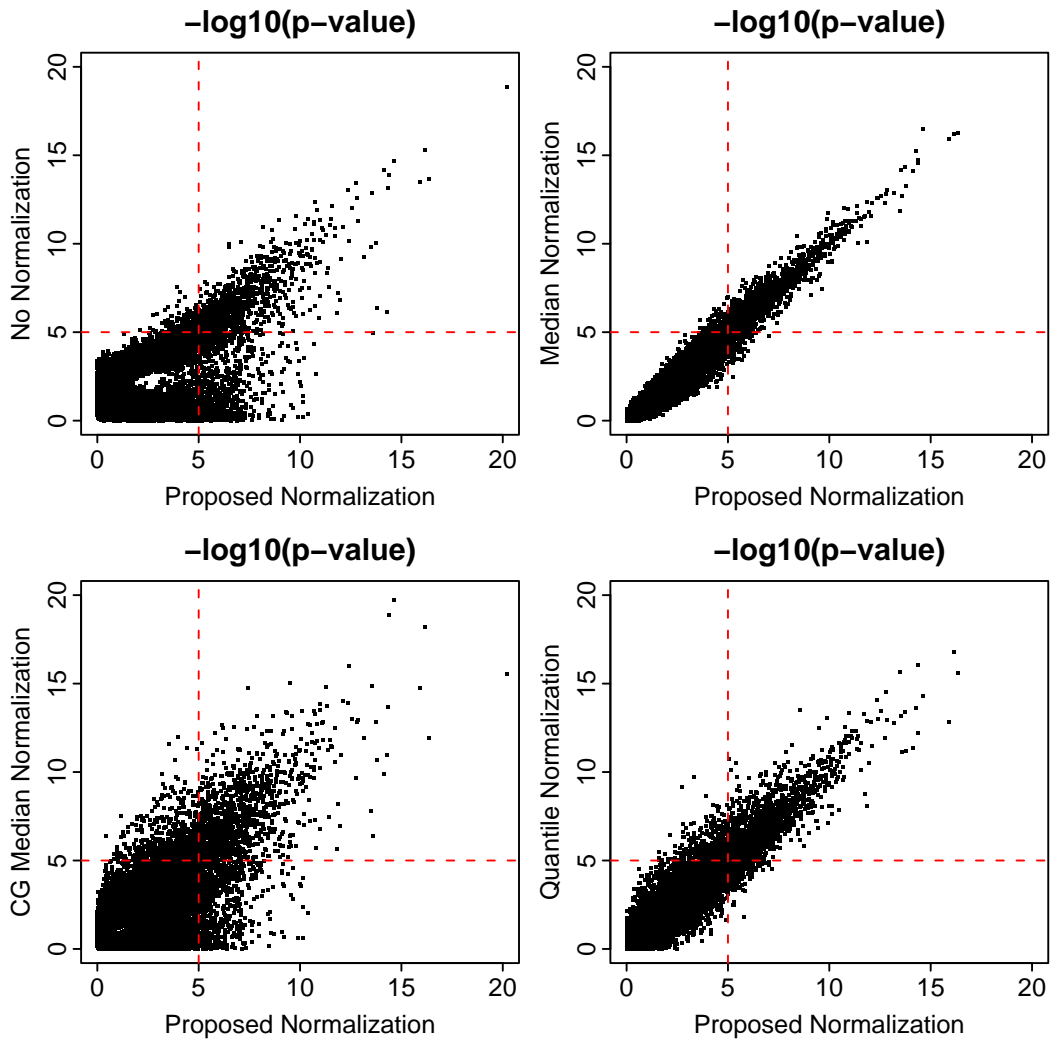 −log10(p−value)
No Normalization
20
15
10
5
0
0 5 10 15 20
Proposed Normalization
−log10(p−value)
Median Normalization
20
15
10
5
0
0 5 10 15 20
Proposed Normalization
−log10(p−value)
CG Median Normalization
20
15
10
5
0
0 5 10 15 20
Proposed Normalization
−log10(p−value)
Quantile Normalization
20
15
10
5
0
0 5 10 15 20
Proposed Normalization